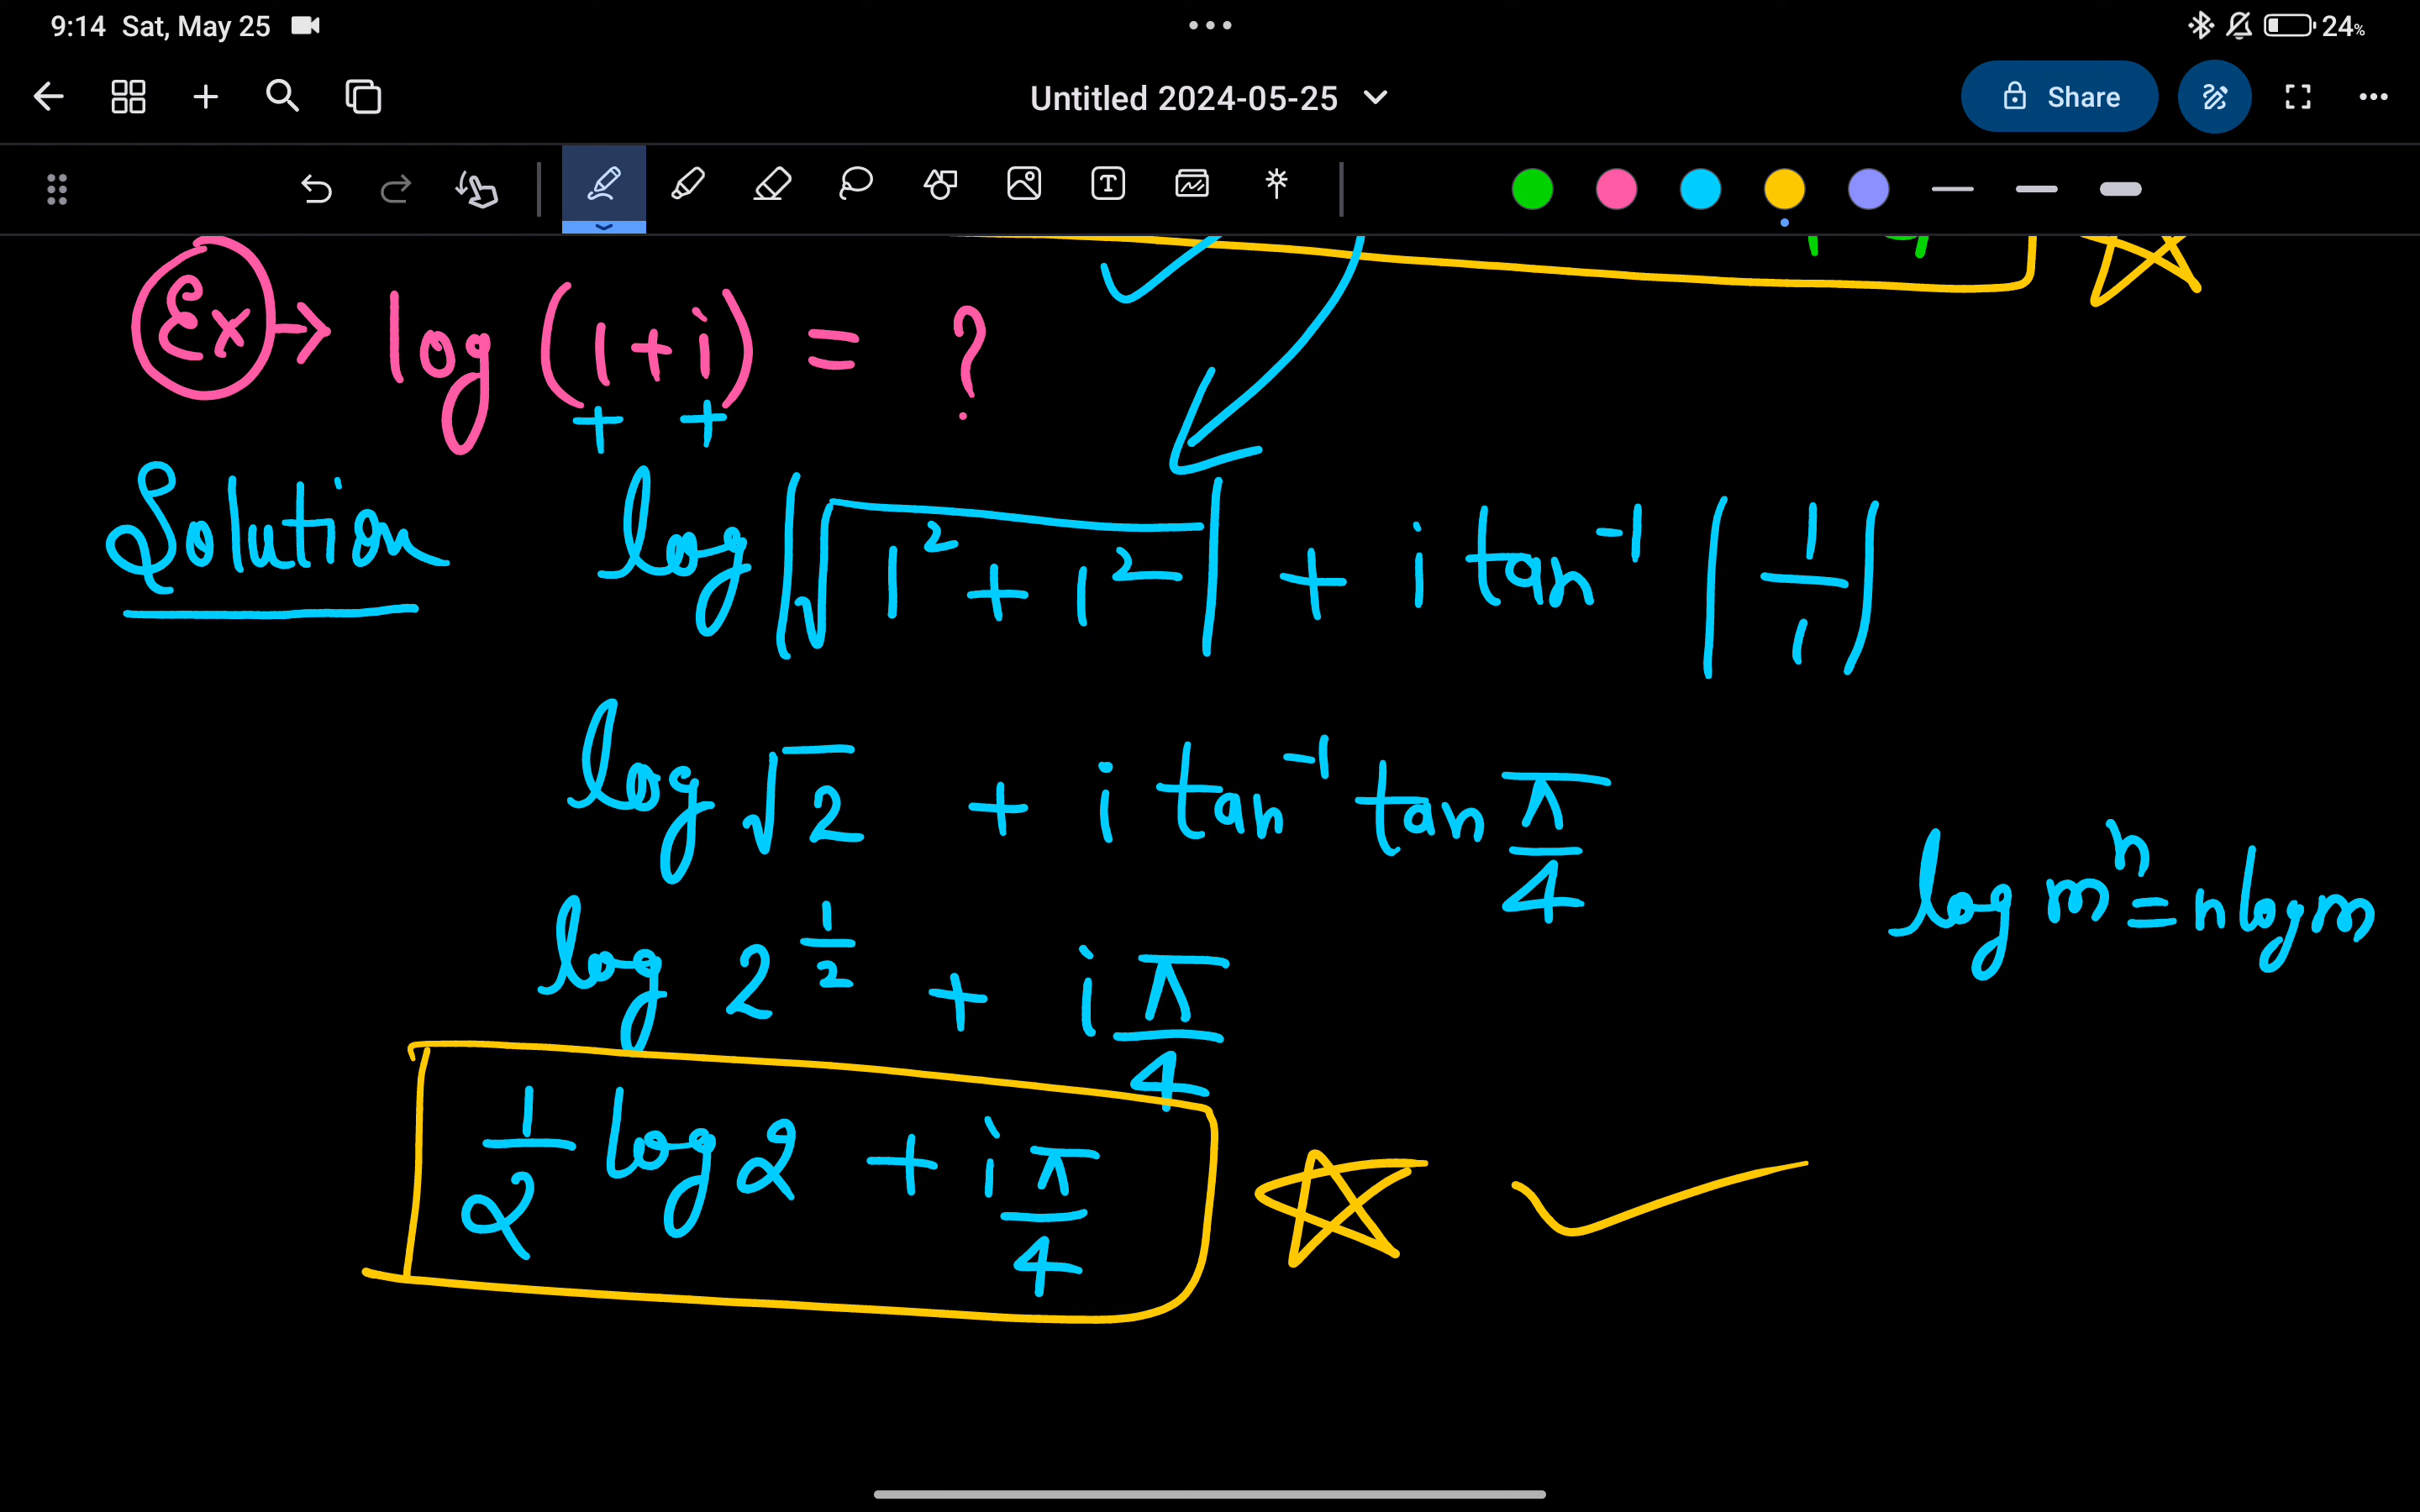 9:14 Sat, May 25
24%
Untitled 2024-05-25
Share
T
Ex → log (1+i) = ?
+ +
Solution log|√1²+1²| + i tan⁻¹|1/1|
log √2 + i tan⁻¹ tan π/4
log mⁿ = n log m
log 2^1/2 + i π/4
1/2 log 2 + i π/4